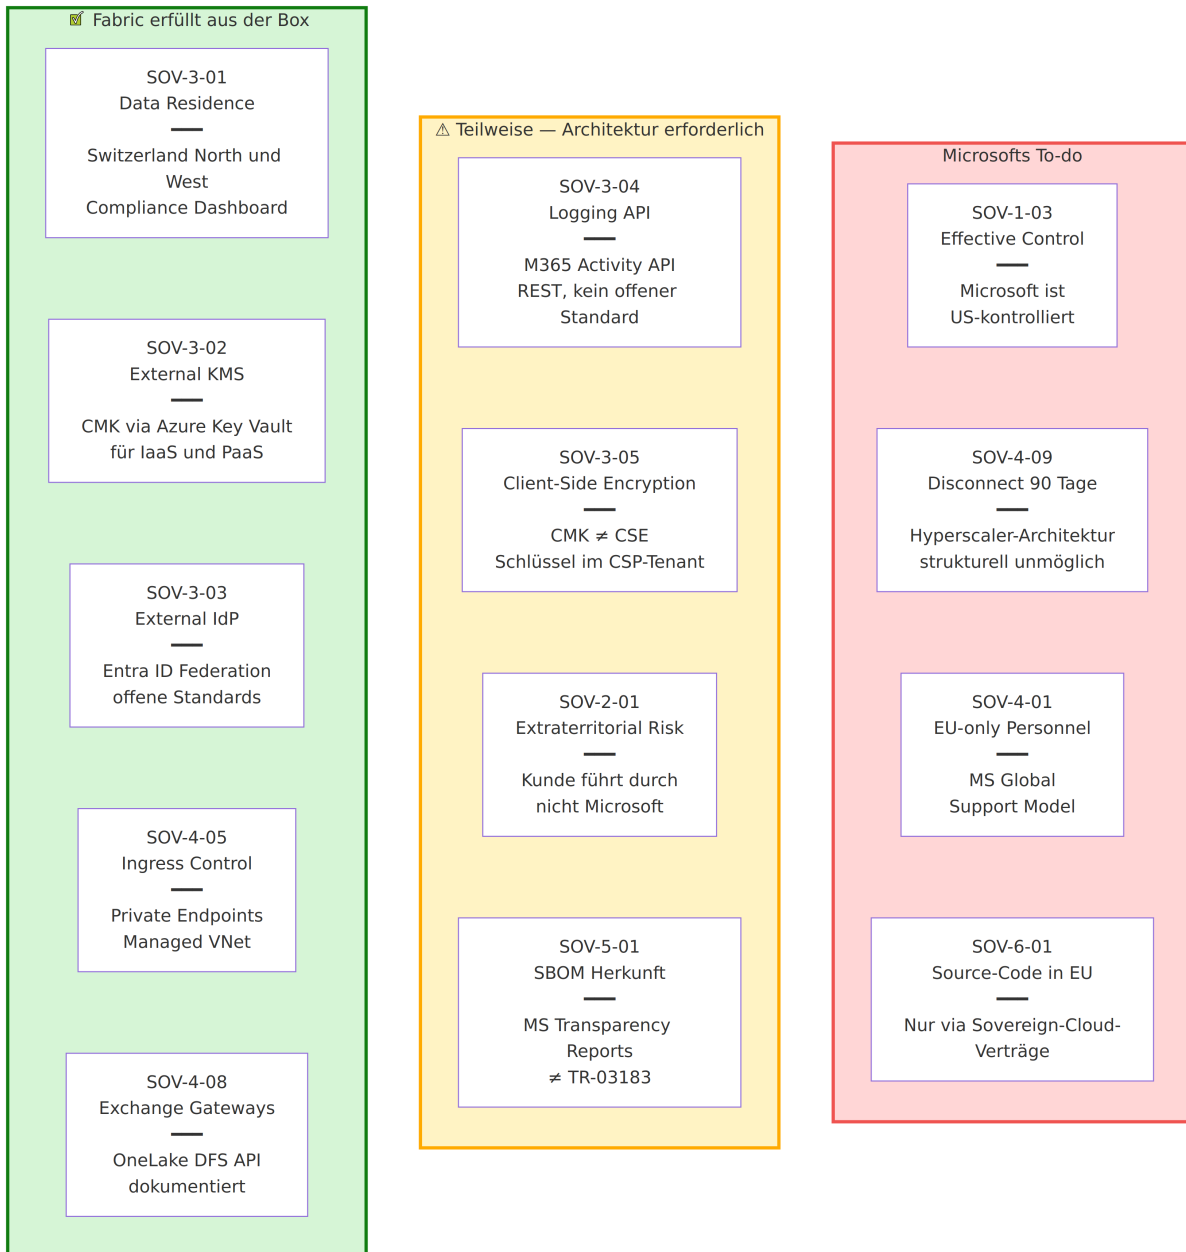 ☑ Fabric erfüllt aus der Box
SOV-3-01
Data Residence
Switzerland North und
West
Compliance Dashboard
SOV-3-02
External KMS
CMK via Azure Key Vault
für IaaS und PaaS
SOV-3-03
External IdP
Entra ID Federation
offene Standards
SOV-4-05
Ingress Control
Private Endpoints
Managed VNet
SOV-4-08
Exchange Gateways
OneLake DFS API
dokumentiert
⚠ Teilweise — Architektur erforderlich
SOV-3-04
Logging API
M365 Activity API
REST, kein offener
Standard
SOV-3-05
Client-Side Encryption
CMK ≠ CSE
Schlüssel im CSP-Tenant
SOV-2-01
Extraterritorial Risk
Kunde führt durch
nicht Microsoft
SOV-5-01
SBOM Herkunft
MS Transparency
Reports
≠ TR-03183
Microsofts To-do
SOV-1-03
Effective Control
Microsoft ist
US-kontrolliert
SOV-4-09
Disconnect 90 Tage
Hyperscaler-Architektur
strukturell unmöglich
SOV-4-01
EU-only Personnel
MS Global
Support Model
SOV-6-01
Source-Code in EU
Nur via Sovereign-Cloud-
Verträge